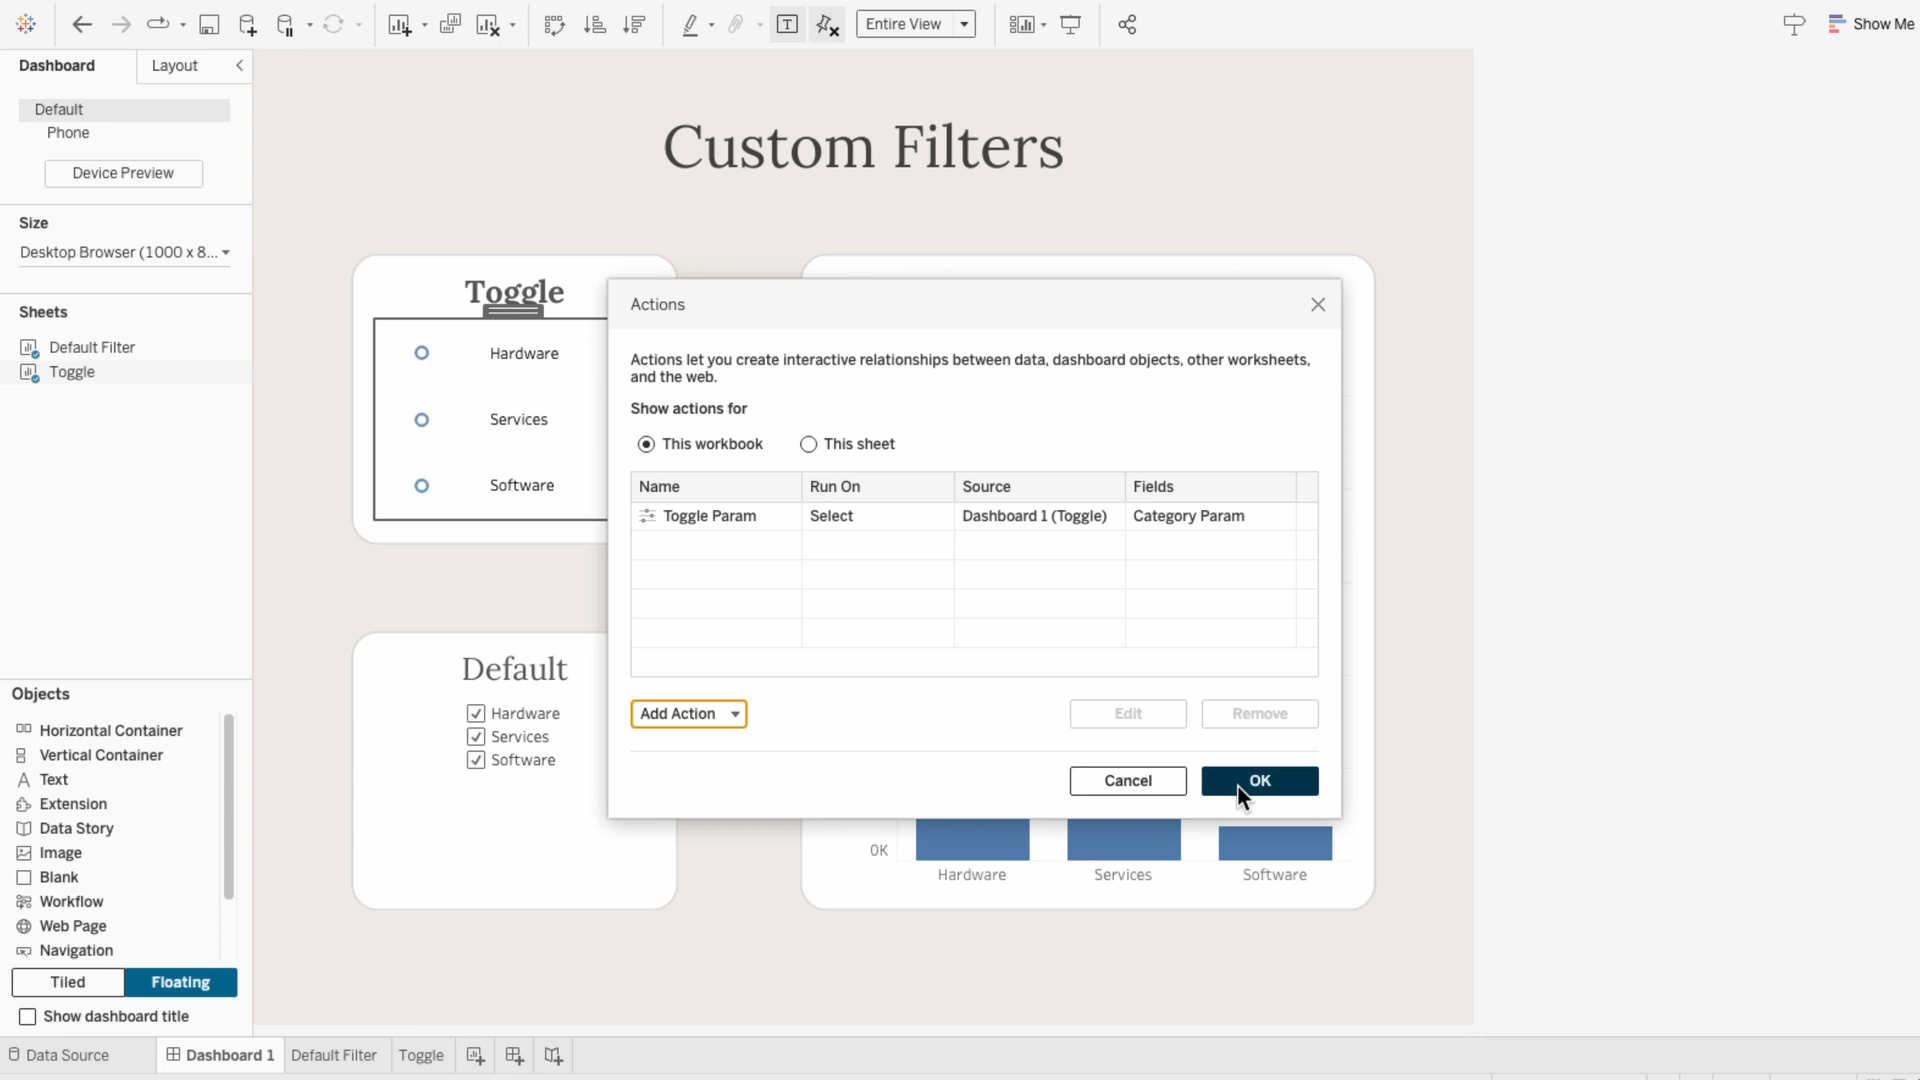 Entire View
Show Me
Dashboard
Layout
Default
Phone
Device Preview
Size
Desktop Browser (1000 x 8...
Sheets
Default Filter
Toggle
Objects
Horizontal Container
Vertical Container
Text
Extension
Data Story
Image
Blank
Workflow
Web Page
Navigation
Tiled
Floating
Show dashboard title
Custom Filters
Toggle
Hardware
Services
Software
Default
Hardware
Services
Software
Actions
Actions let you create interactive relationships between data, dashboard objects, other worksheets,
and the web.
Show actions for
This workbook
This sheet
Name Run On Source Fields
Toggle Param Select Dashboard 1 (Toggle) Category Param
Add Action
Edit
Remove
Cancel
OK
0K
Hardware Services Software
Data Source
Dashboard 1
Default Filter
Toggle